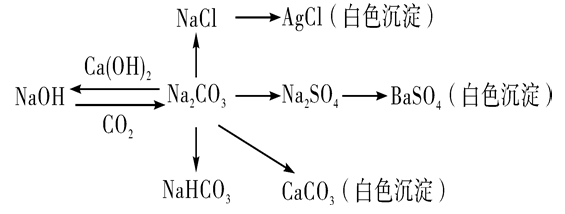 NaCl → AgCl（白色沉淀）
Ca(OH)₂
NaOH ⇄ Na₂CO₃ → Na₂SO₄ → BaSO₄（白色沉淀）
CO₂
NaHCO₃ CaCO₃（白色沉淀）